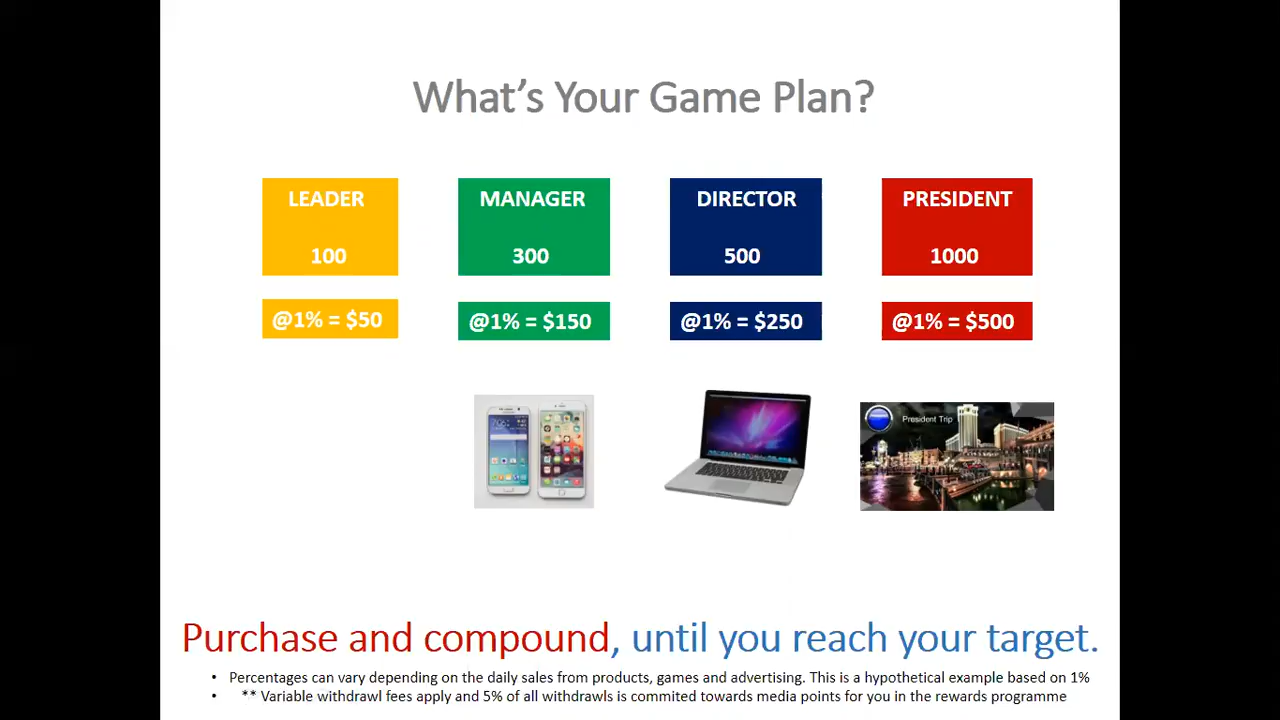 What's Your Game Plan?
LEADER
100
MANAGER
300
DIRECTOR
500
PRESIDENT
1000
@1% = $50
@1% = $150
@1% = $250
@1% = $500
President Trip
Purchase and compound, until you reach your target.
• Percentages can vary depending on the daily sales from products, games and advertising. This is a hypothetical example based on 1%
• ** Variable withdrawl fees apply and 5% of all withdrawls is commited towards media points for you in the rewards programme